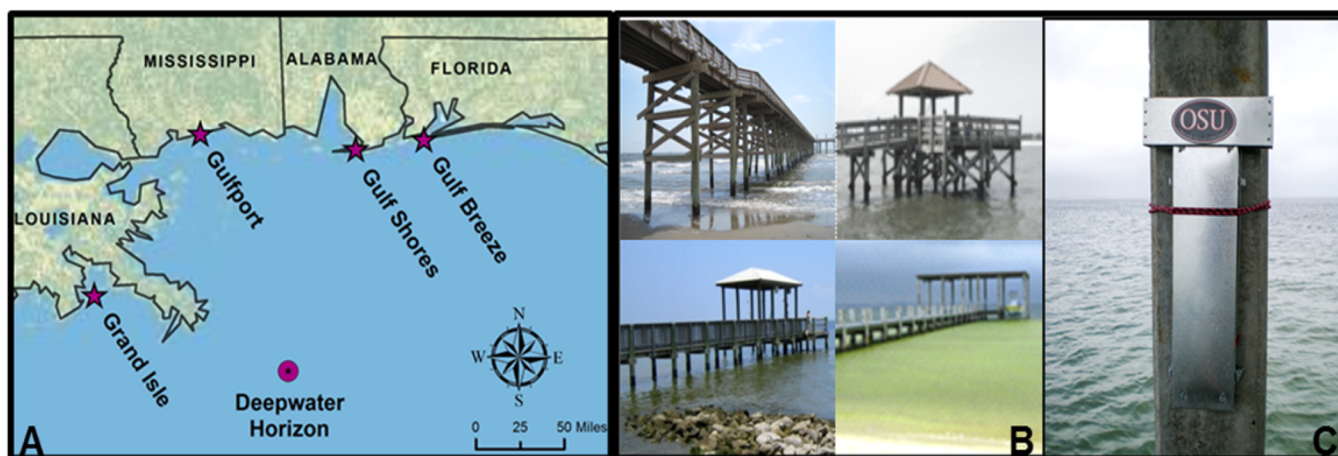 MISSISSIPPI
ALABAMA
FLORIDA
LOUISIANA
Gulfport
Gulf Shores
Gulf Breeze
Grand Isle
Deepwater
Horizon
N
W E
S
0 25 50 Miles
A
B
OSU
C